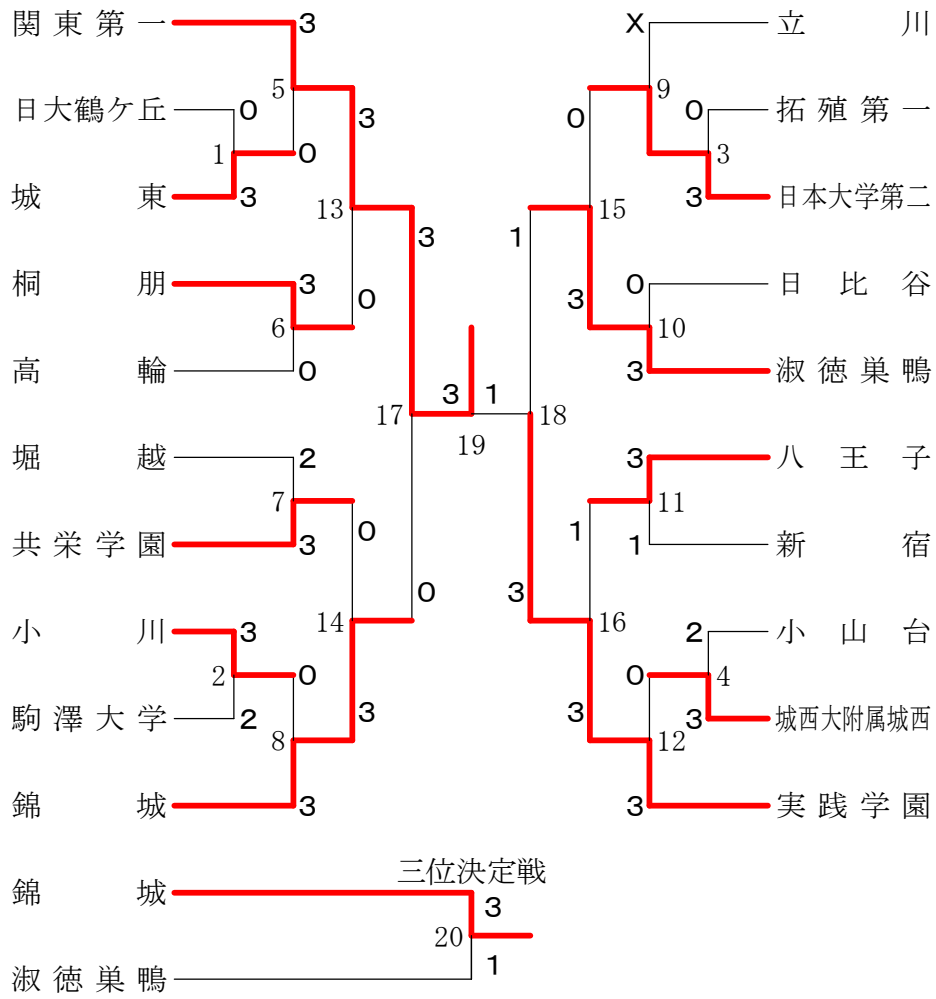 関東第一 3 X 立川
5 9
日大鶴ケ丘 0 3 0 0 拓殖第一
1 0 3
城東 3 3 日本大学第二
13 15
3 1
桐朋 3 0 3 0 日比谷
6 10
高輪 0 3 淑徳巣鴨
17 3 1 18
19
堀越 2 3 八王子
7 11
共栄学園 3 0 1 1 新宿
0 3
小川 3 14 16 2 小山台
2 0 0 4
駒澤大学 2 3 3 3 城西大附属城西
8 12
錦城 3 3 実践学園
三位決定戦
錦城 3
20
淑徳巣鴨 1